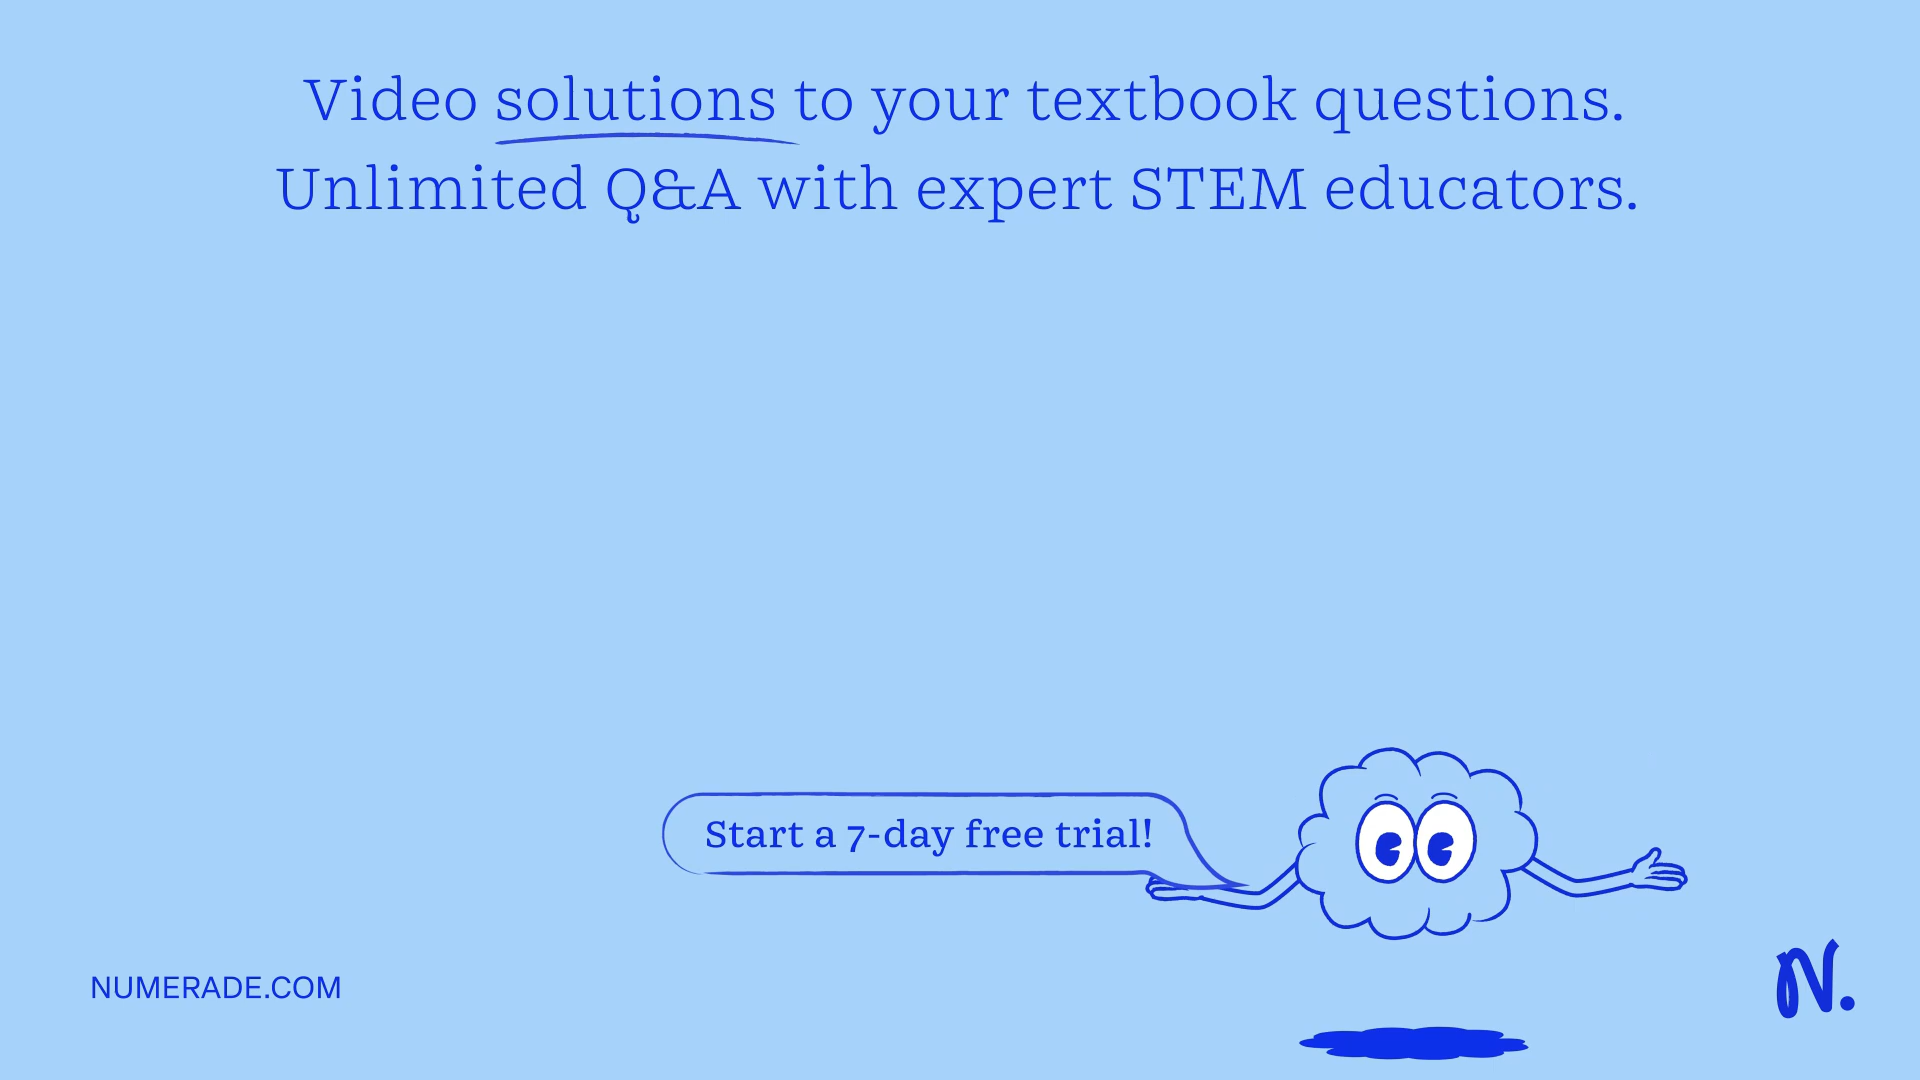 Video solutions to your textbook questions.
Unlimited Q&A with expert STEM educators.
Start a 7-day free trial!
NUMERADE.COM
N.